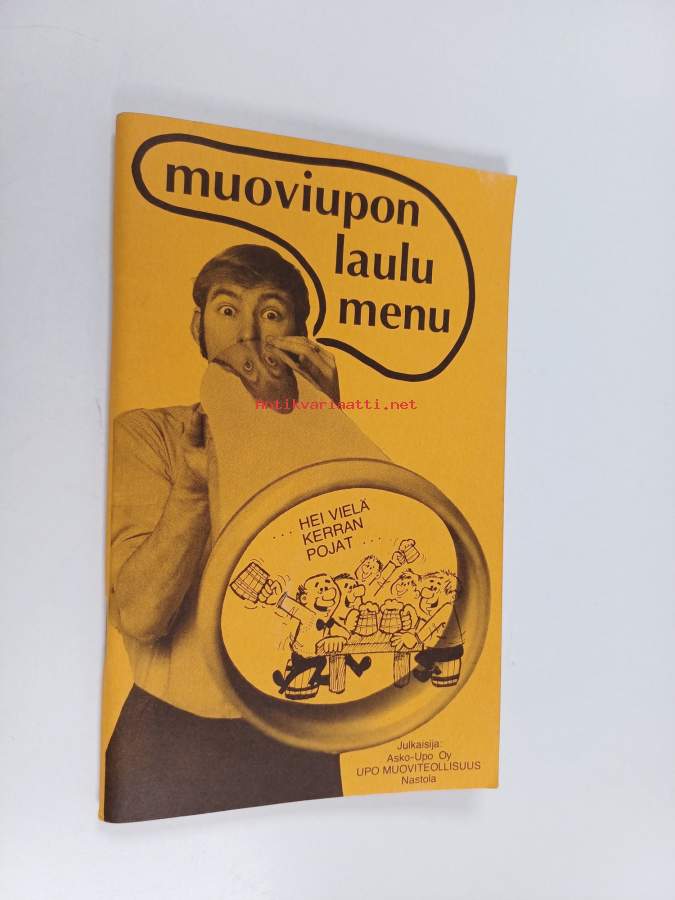 muoviupon
laulu
menu
Antikvariaatti.net
... HEI VIELÄ
KERRAN
POJAT ...
Julkaisija:
Asko-Upo Oy
UPO MUOVITEOLLISUUS
Nastola